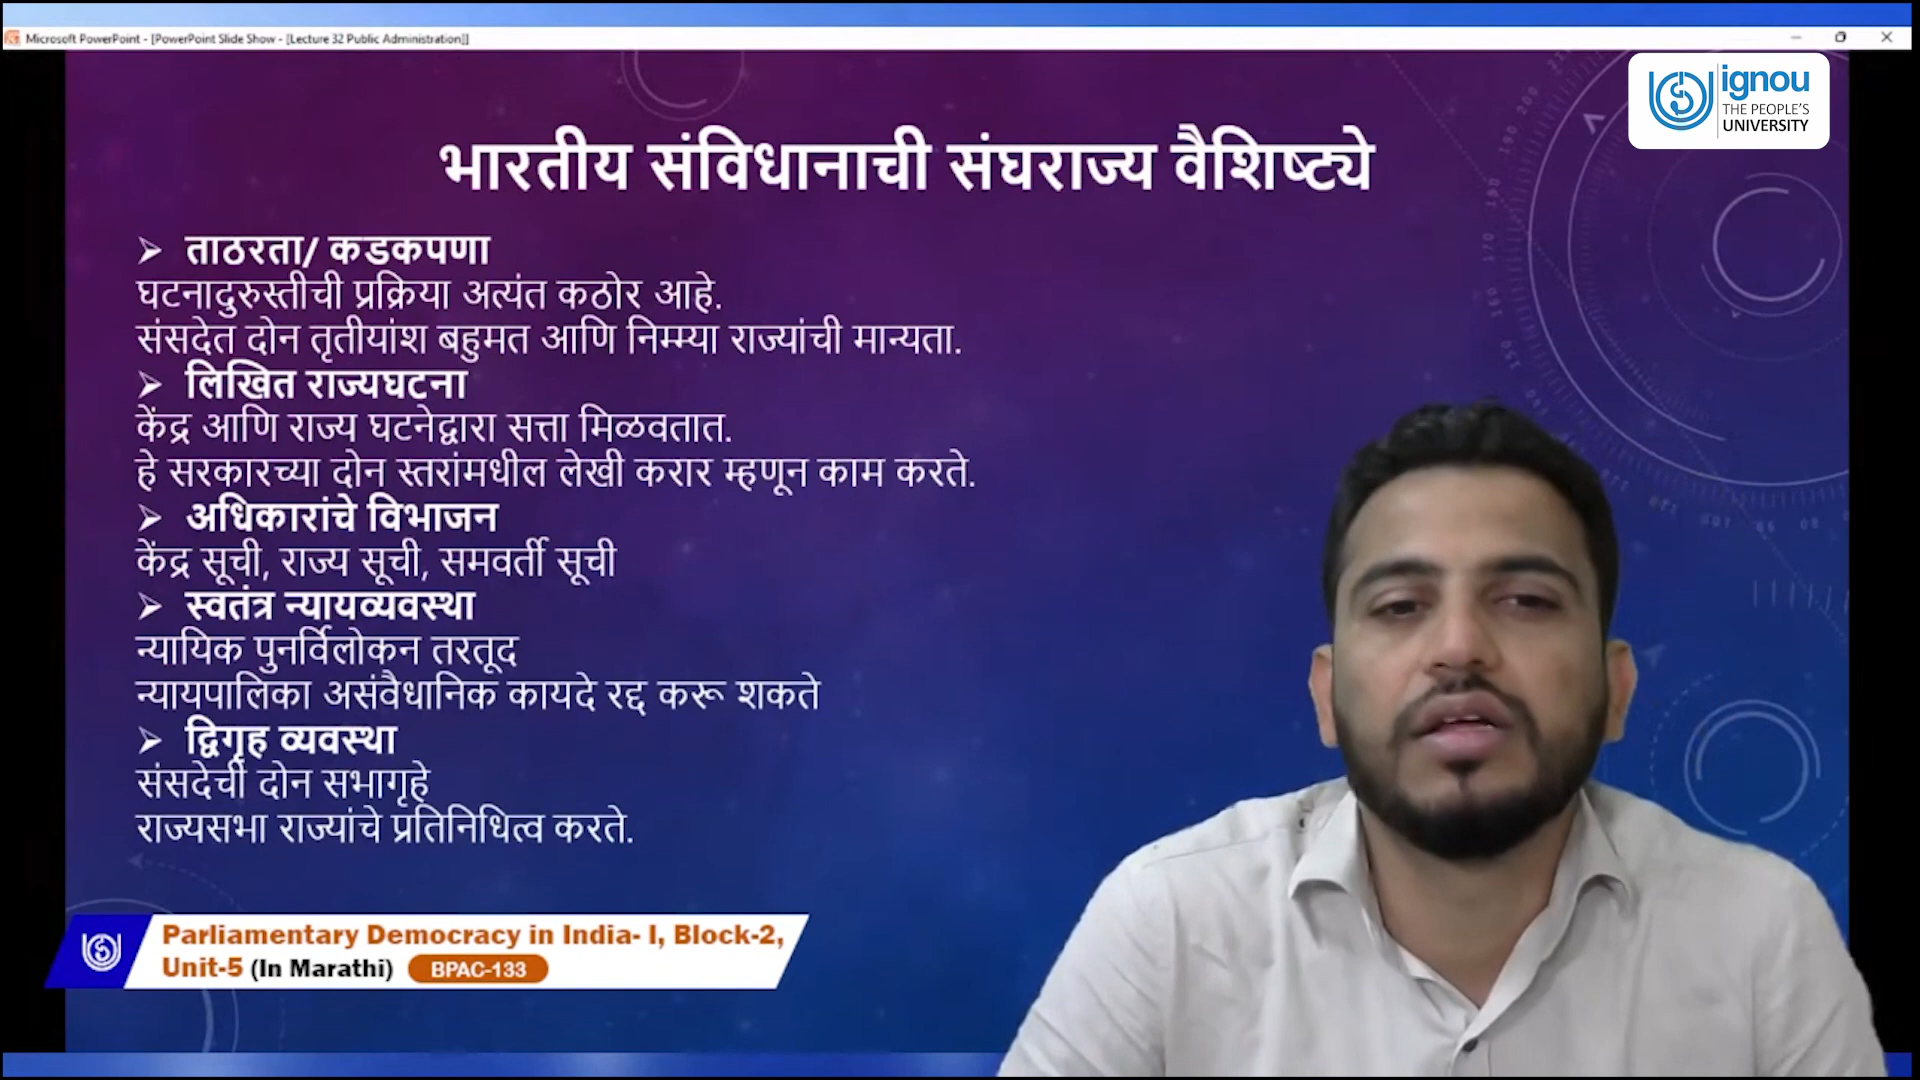 Microsoft PowerPoint - [PowerPoint Slide Show - [Lecture 32 Public Administration]]
ignou
THE PEOPLE'S
UNIVERSITY
भारतीय संविधानाची संघराज्य वैशिष्ट्ये
➢ ताठरता/ कडकपणा
घटनादुरुस्तीची प्रक्रिया अत्यंत कठोर आहे.
संसदेत दोन तृतीयांश बहुमत आणि निम्म्या राज्यांची मान्यता.
➢ लिखित राज्यघटना
केंद्र आणि राज्य घटनेद्वारा सत्ता मिळवतात.
हे सरकारच्या दोन स्तरांमधील लेखी करार म्हणून काम करते.
➢ अधिकारांचे विभाजन
केंद्र सूची, राज्य सूची, समवर्ती सूची
➢ स्वतंत्र न्यायव्यवस्था
न्यायिक पुनर्विलोकन तरतूद
न्यायपालिका असंवैधानिक कायदे रद्द करू शकते
➢ द्विगृह व्यवस्था
संसदेची दोन सभागृहे
राज्यसभा राज्यांचे प्रतिनिधित्व करते.
Parliamentary Democracy in India- I, Block-2,
Unit-5 (In Marathi) BPAC-133